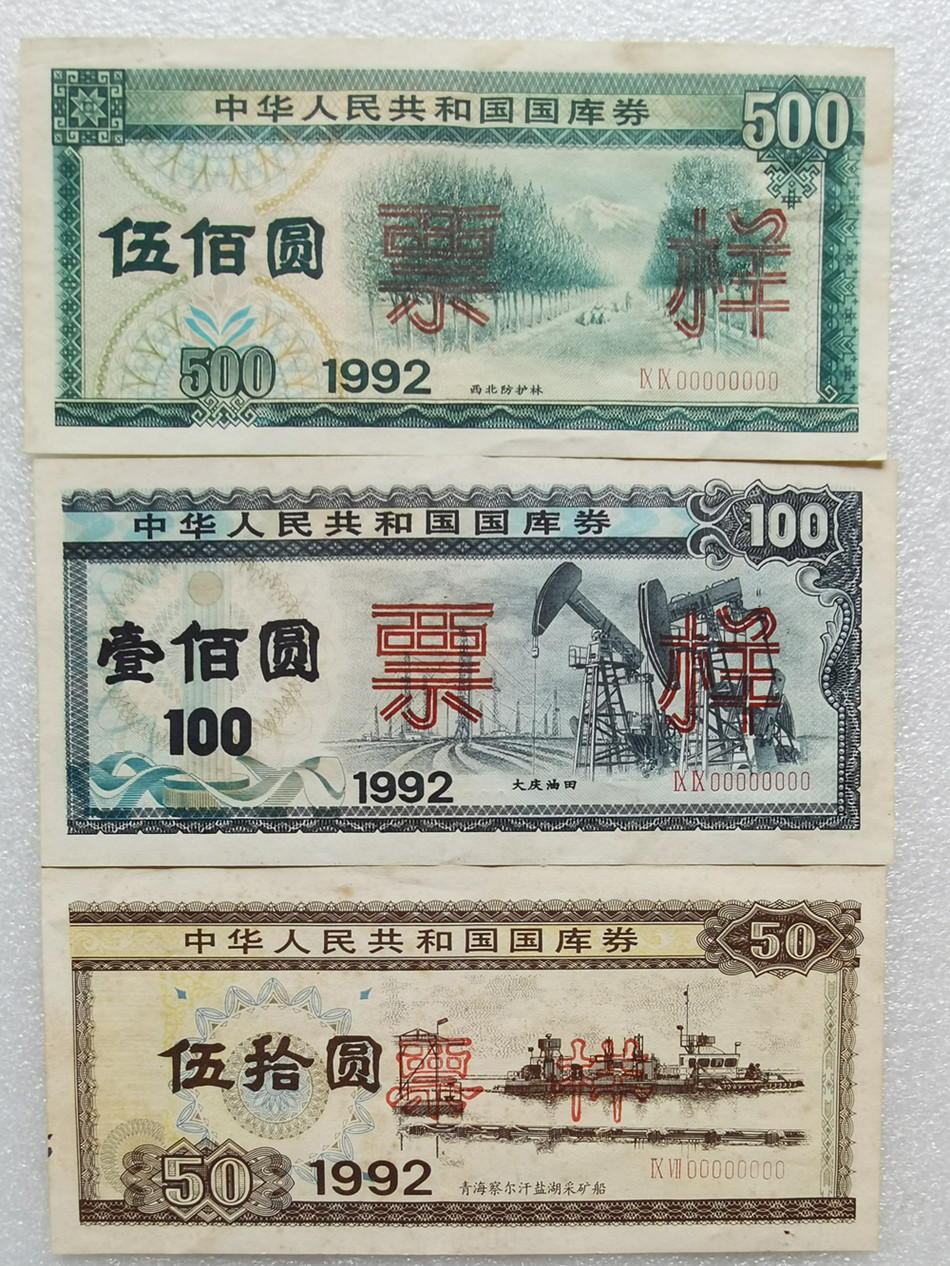 中华人民共和国国库券
500
伍佰圆
票样
500
1992
西北防护林
IX IX 00000000
中华人民共和国国库券
100
壹佰圆
票样
100
1992
大庆油田
IX IX 00000000
中华人民共和国国库券
50
伍拾圆
票样
50
1992
青海察尔汗盐湖采矿船
IX VII 00000000